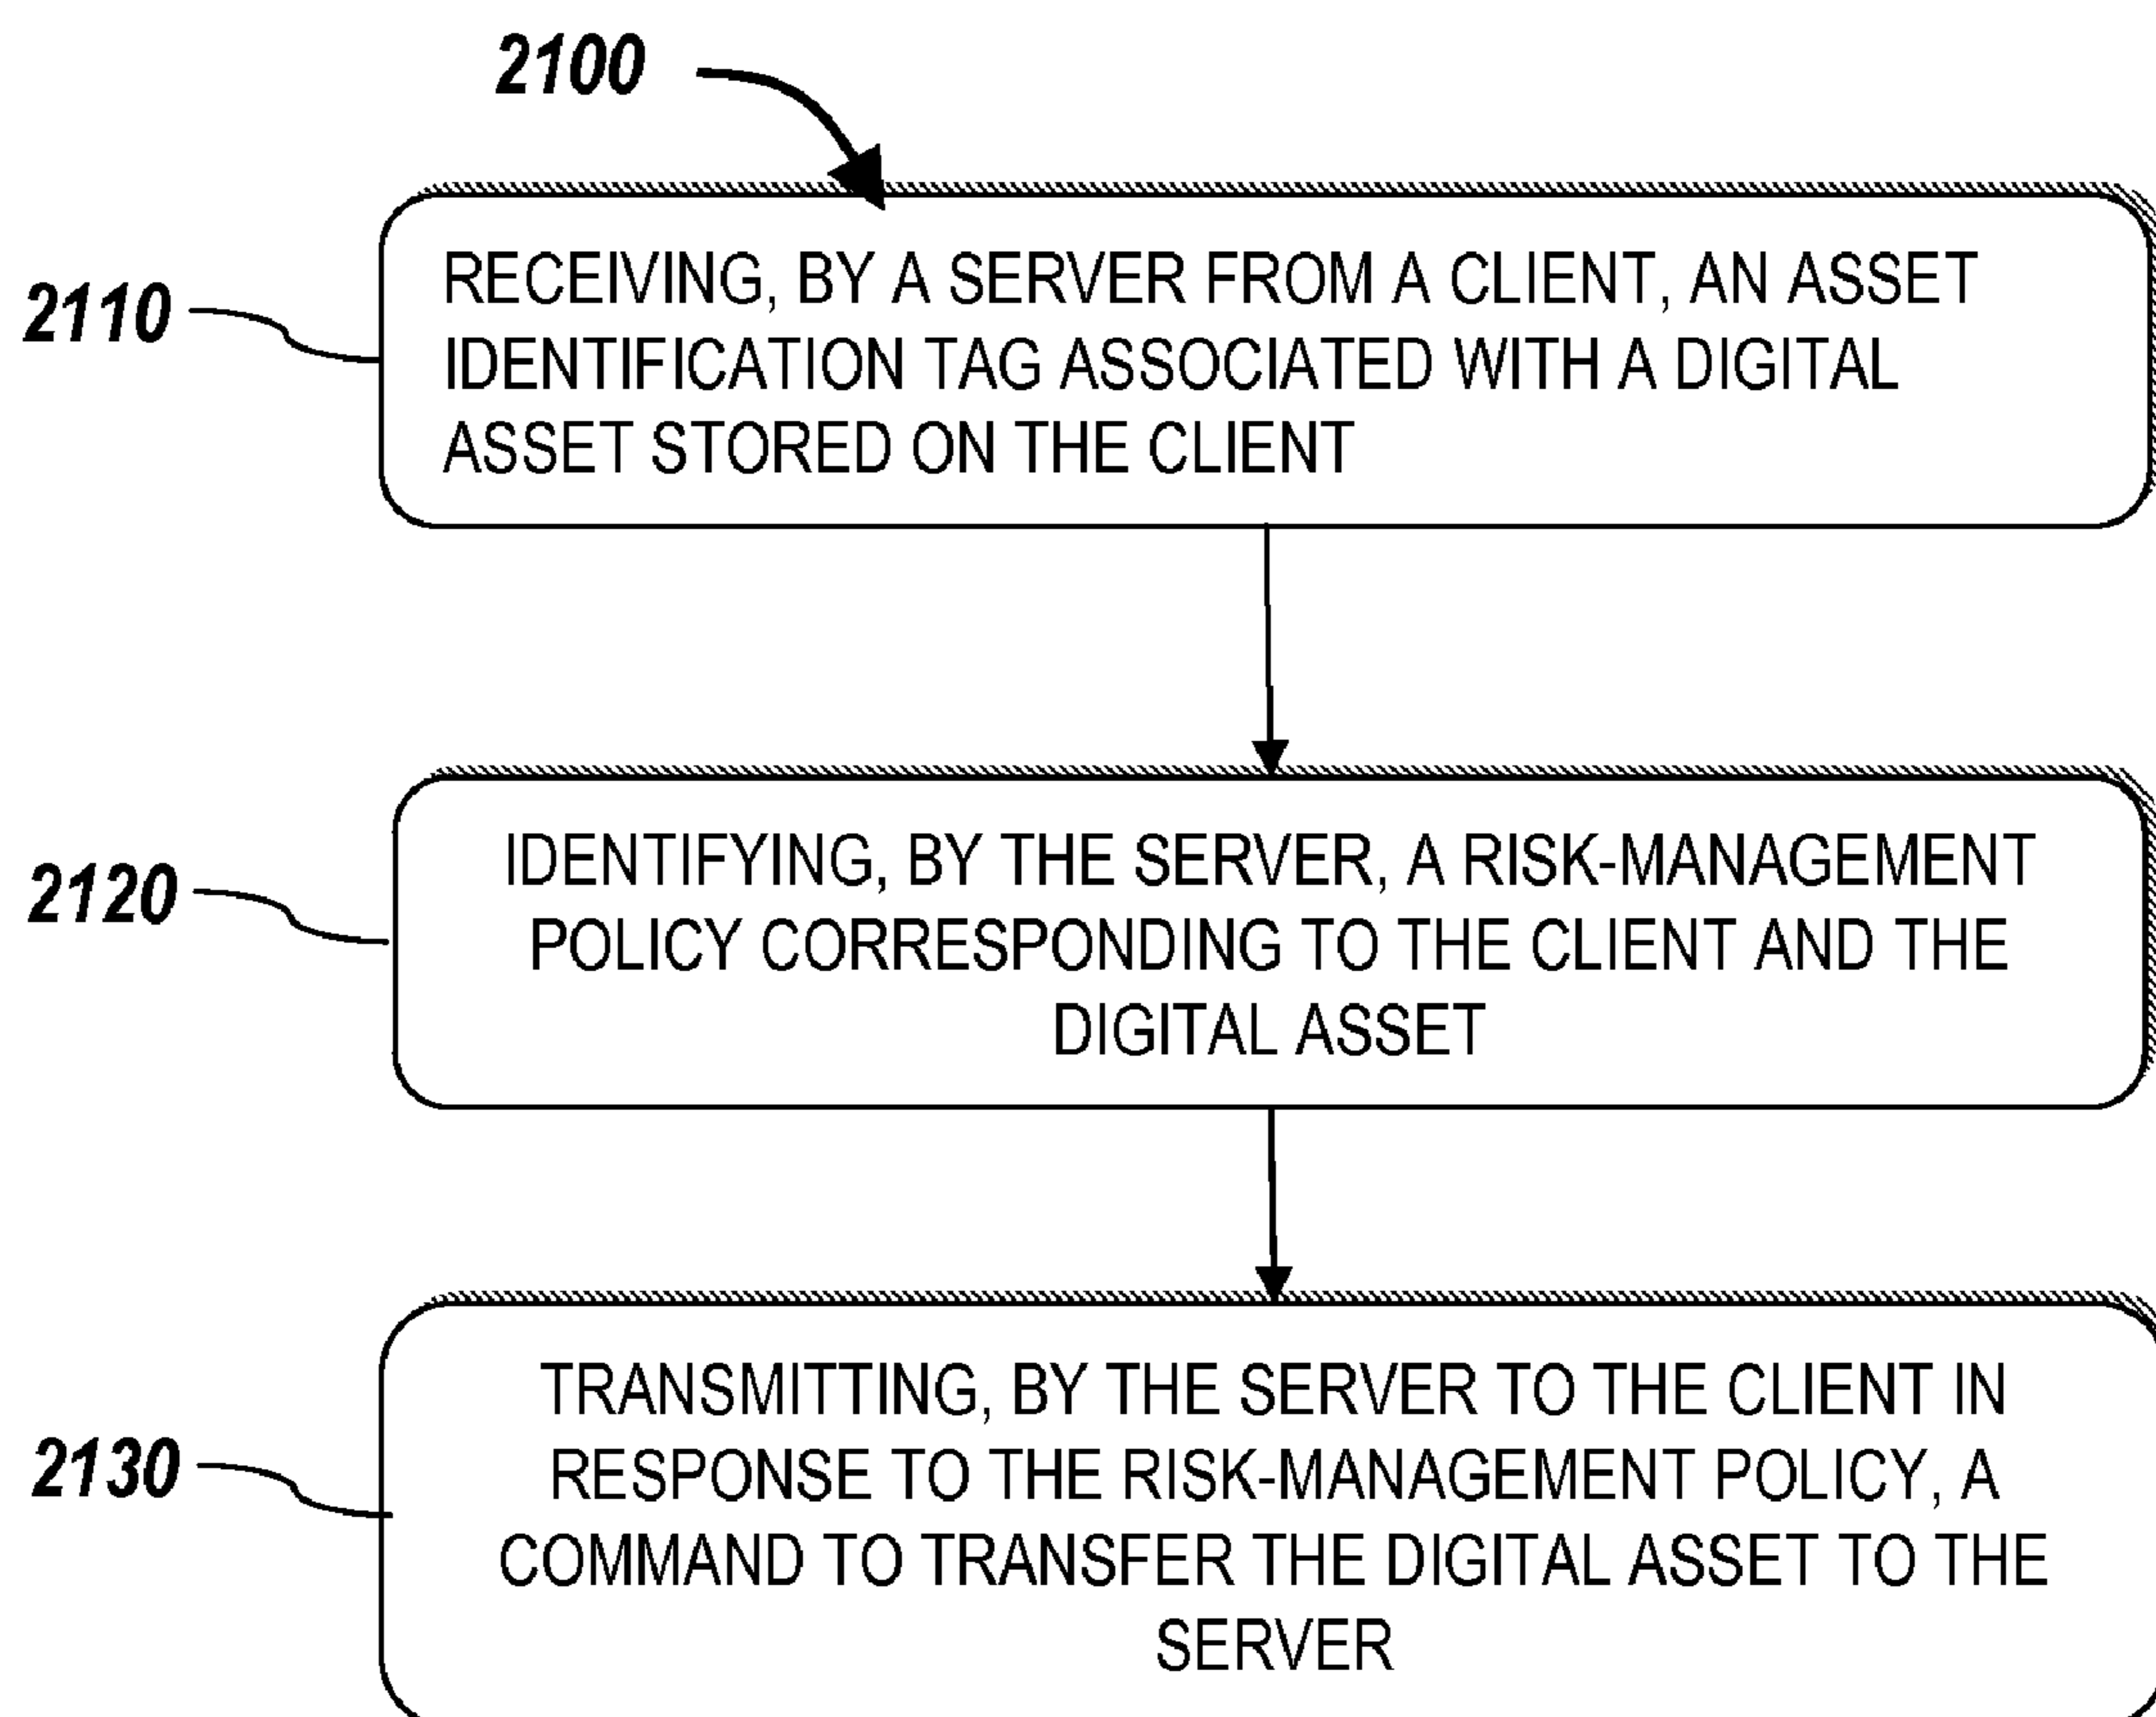 2100
2110
RECEIVING, BY A SERVER FROM A CLIENT, AN ASSET
IDENTIFICATION TAG ASSOCIATED WITH A DIGITAL
ASSET STORED ON THE CLIENT
2120
IDENTIFYING, BY THE SERVER, A RISK-MANAGEMENT
POLICY CORRESPONDING TO THE CLIENT AND THE
DIGITAL ASSET
2130
TRANSMITTING, BY THE SERVER TO THE CLIENT IN
RESPONSE TO THE RISK-MANAGEMENT POLICY, A
COMMAND TO TRANSFER THE DIGITAL ASSET TO THE
SERVER